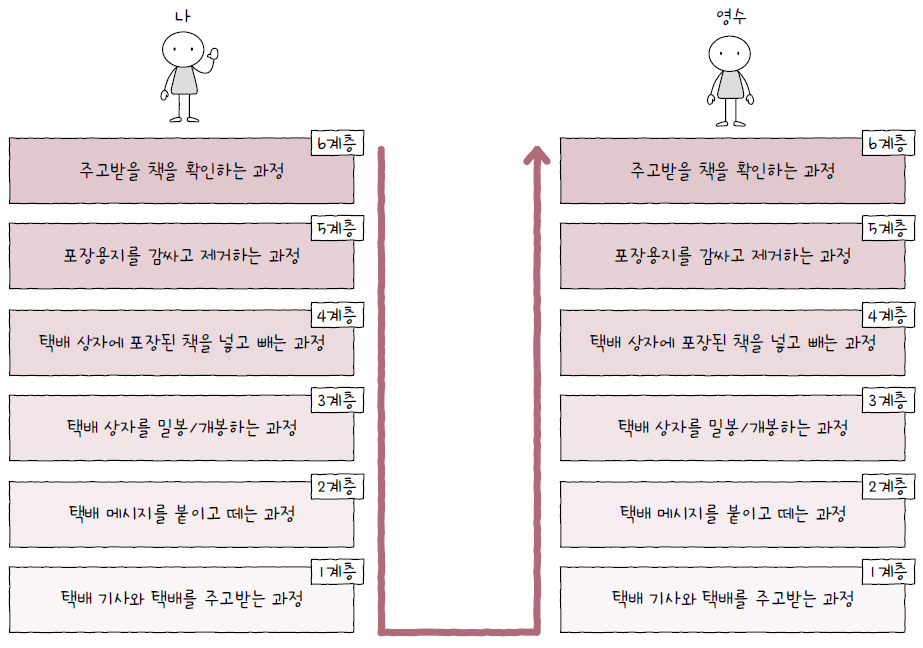 나
6계층
주고받을 책을 확인하는 과정
5계층
포장용지를 감싸고 제거하는 과정
4계층
택배 상자에 포장된 책을 넣고 빼는 과정
3계층
택배 상자를 밀봉/개봉하는 과정
2계층
택배 메시지를 붙이고 떼는 과정
1계층
택배 기사와 택배를 주고받는 과정
영수
6계층
주고받을 책을 확인하는 과정
5계층
포장용지를 감싸고 제거하는 과정
4계층
택배 상자에 포장된 책을 넣고 빼는 과정
3계층
택배 상자를 밀봉/개봉하는 과정
2계층
택배 메시지를 붙이고 떼는 과정
1계층
택배 기사와 택배를 주고받는 과정